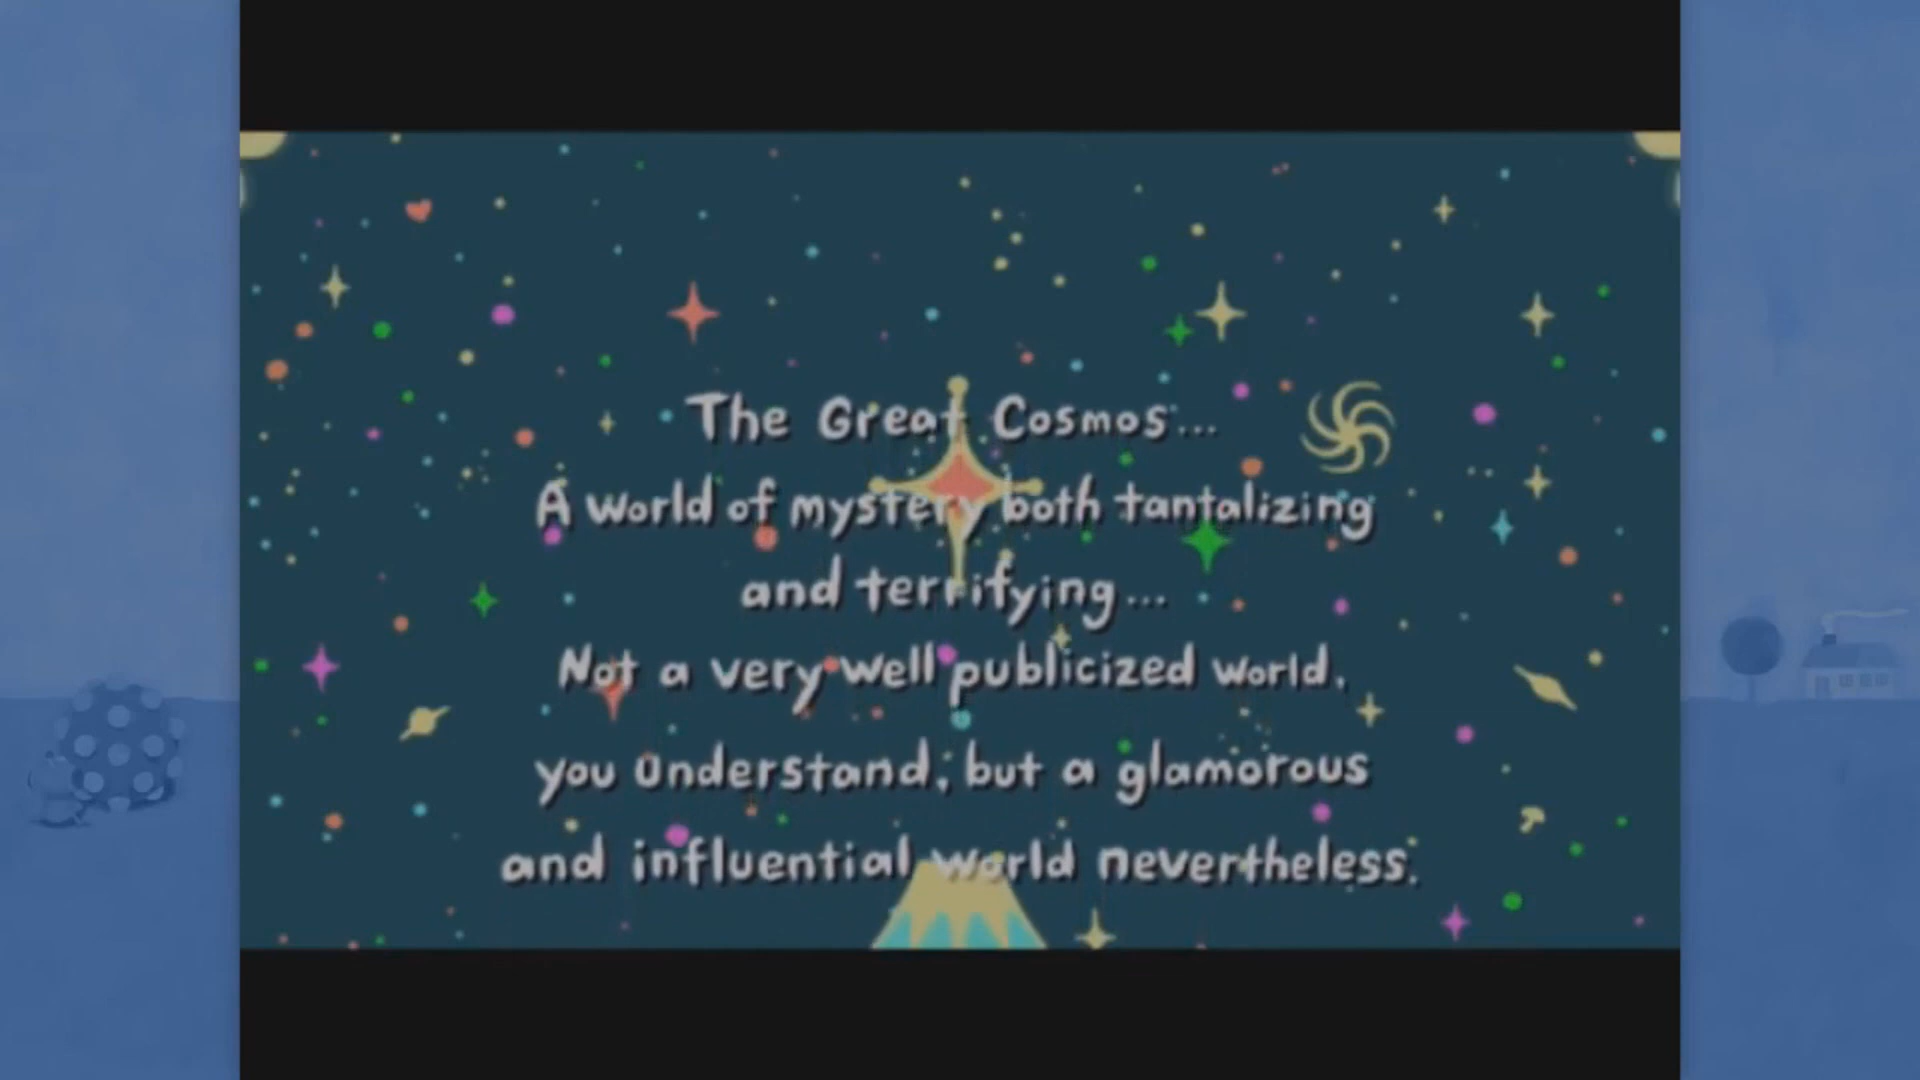 The Great Cosmos...
A world of mystery both tantalizing
and terrifying...
Not a very well publicized world,
you understand, but a glamorous
and influential world nevertheless.